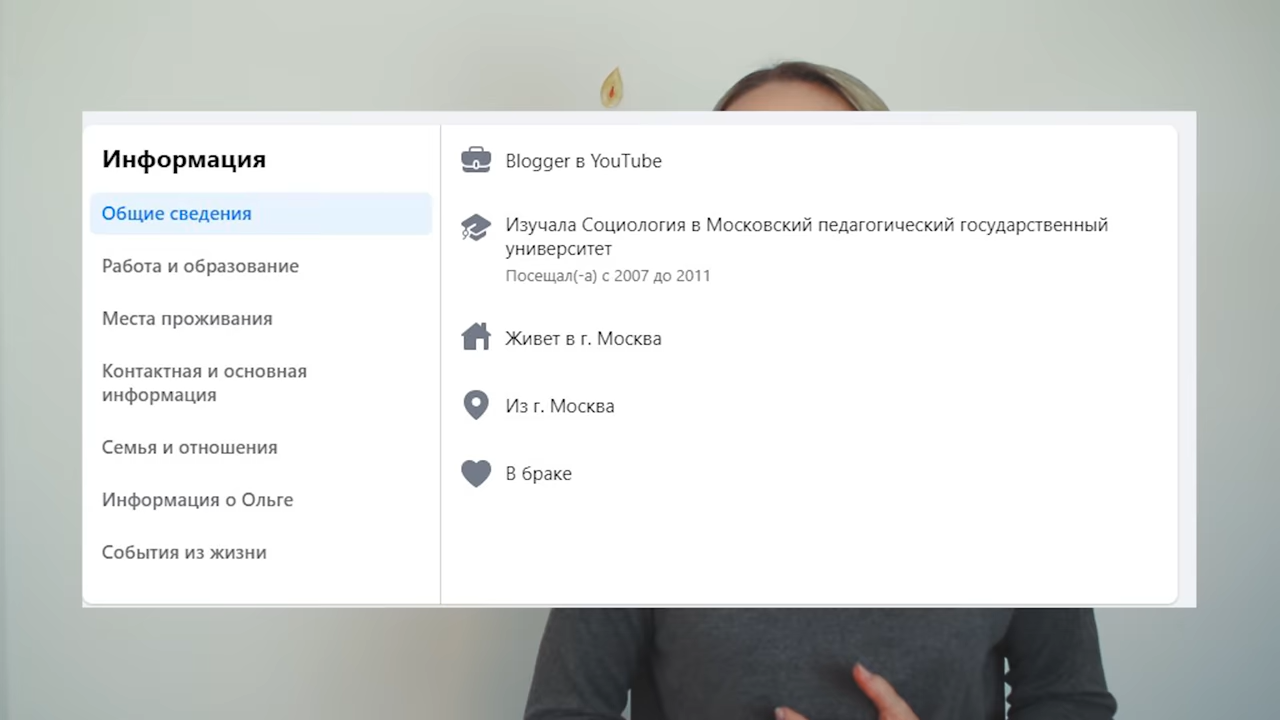 Информация
Общие сведения
Работа и образование
Места проживания
Контактная и основная
информация
Семья и отношения
Информация о Ольге
События из жизни
Blogger в YouTube
Изучала Социология в Московский педагогический государственный
университет
Посещал(-а) с 2007 до 2011
Живет в г. Москва
Из г. Москва
В браке